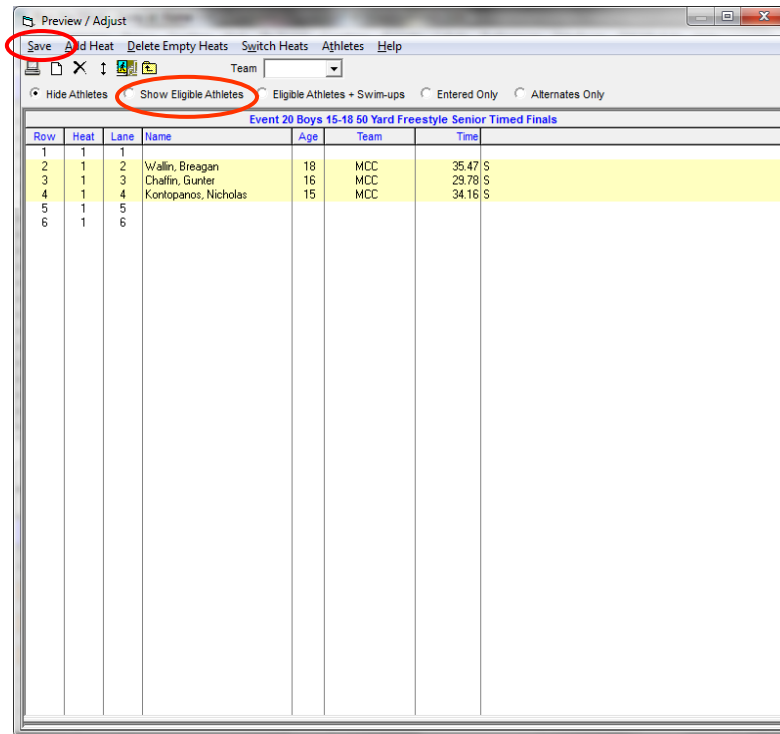 Preview / Adjust
Save Add Heat Delete Empty Heats Switch Heats Athletes Help
Team
Hide Athletes Show Eligible Athletes Eligible Athletes + Swim-ups Entered Only Alternates Only
Event 20 Boys 15-18 50 Yard Freestyle Senior Timed Finals
Row Heat Lane Name Age Team Time
1 1 1
2 1 2 Wallin, Breagan 18 MCC 35.47 S
3 1 3 Chaffin, Gunter 16 MCC 29.78 S
4 1 4 Kontopanos, Nicholas 15 MCC 34.16 S
5 1 5
6 1 6